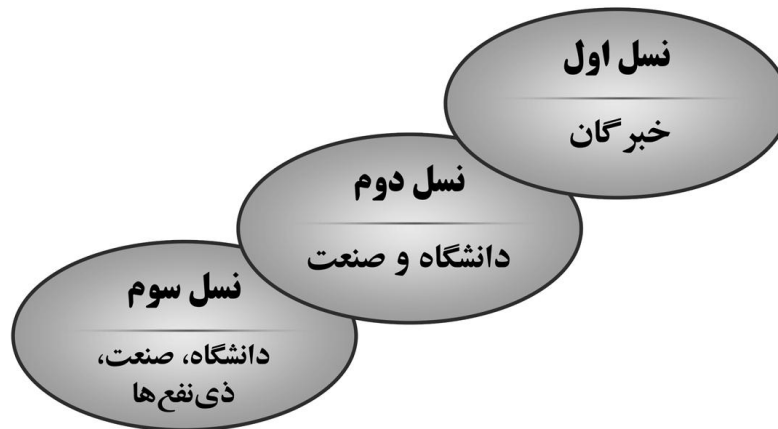 نسل اول
خبرگان
نسل دوم
دانشگاه و صنعت
نسل سوم
دانشگاه، صنعت،
ذی‌نفع‌ها